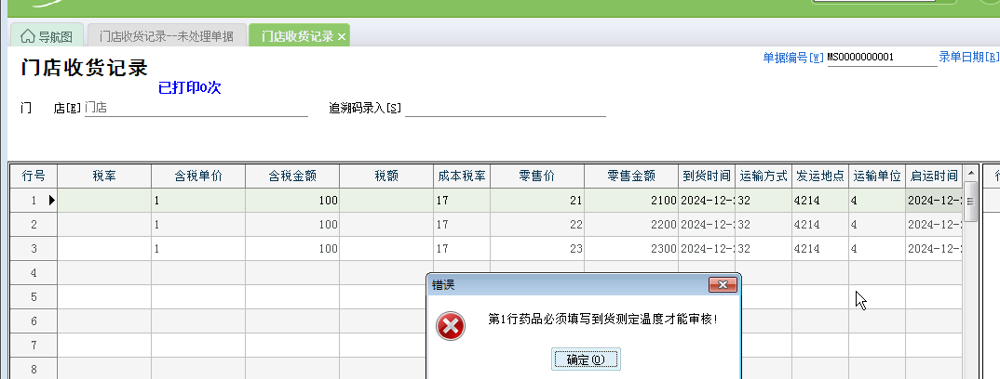 导航图 门店收货记录--未处理单据 门店收货记录
门店收货记录
单据编号[W] MS0000000001 录单日期[R]
已打印0次
门 店[E] 门店 追溯码录入[S]
行号 税率 含税单价 含税金额 税额 成本税率 零售价 零售金额 到货时间 运输方式 发运地点 运输单位 启运时间
1 1 100 17 21 2100 2024-12- 32 4214 4 2024-12-
2 1 100 17 22 2200 2024-12- 32 4214 4 2024-12-
3 1 100 17 23 2300 2024-12- 32 4214 4 2024-12-
4
5
6
7
8
错误
第1行药品必须填写到货测定温度才能审核!
确定(O)